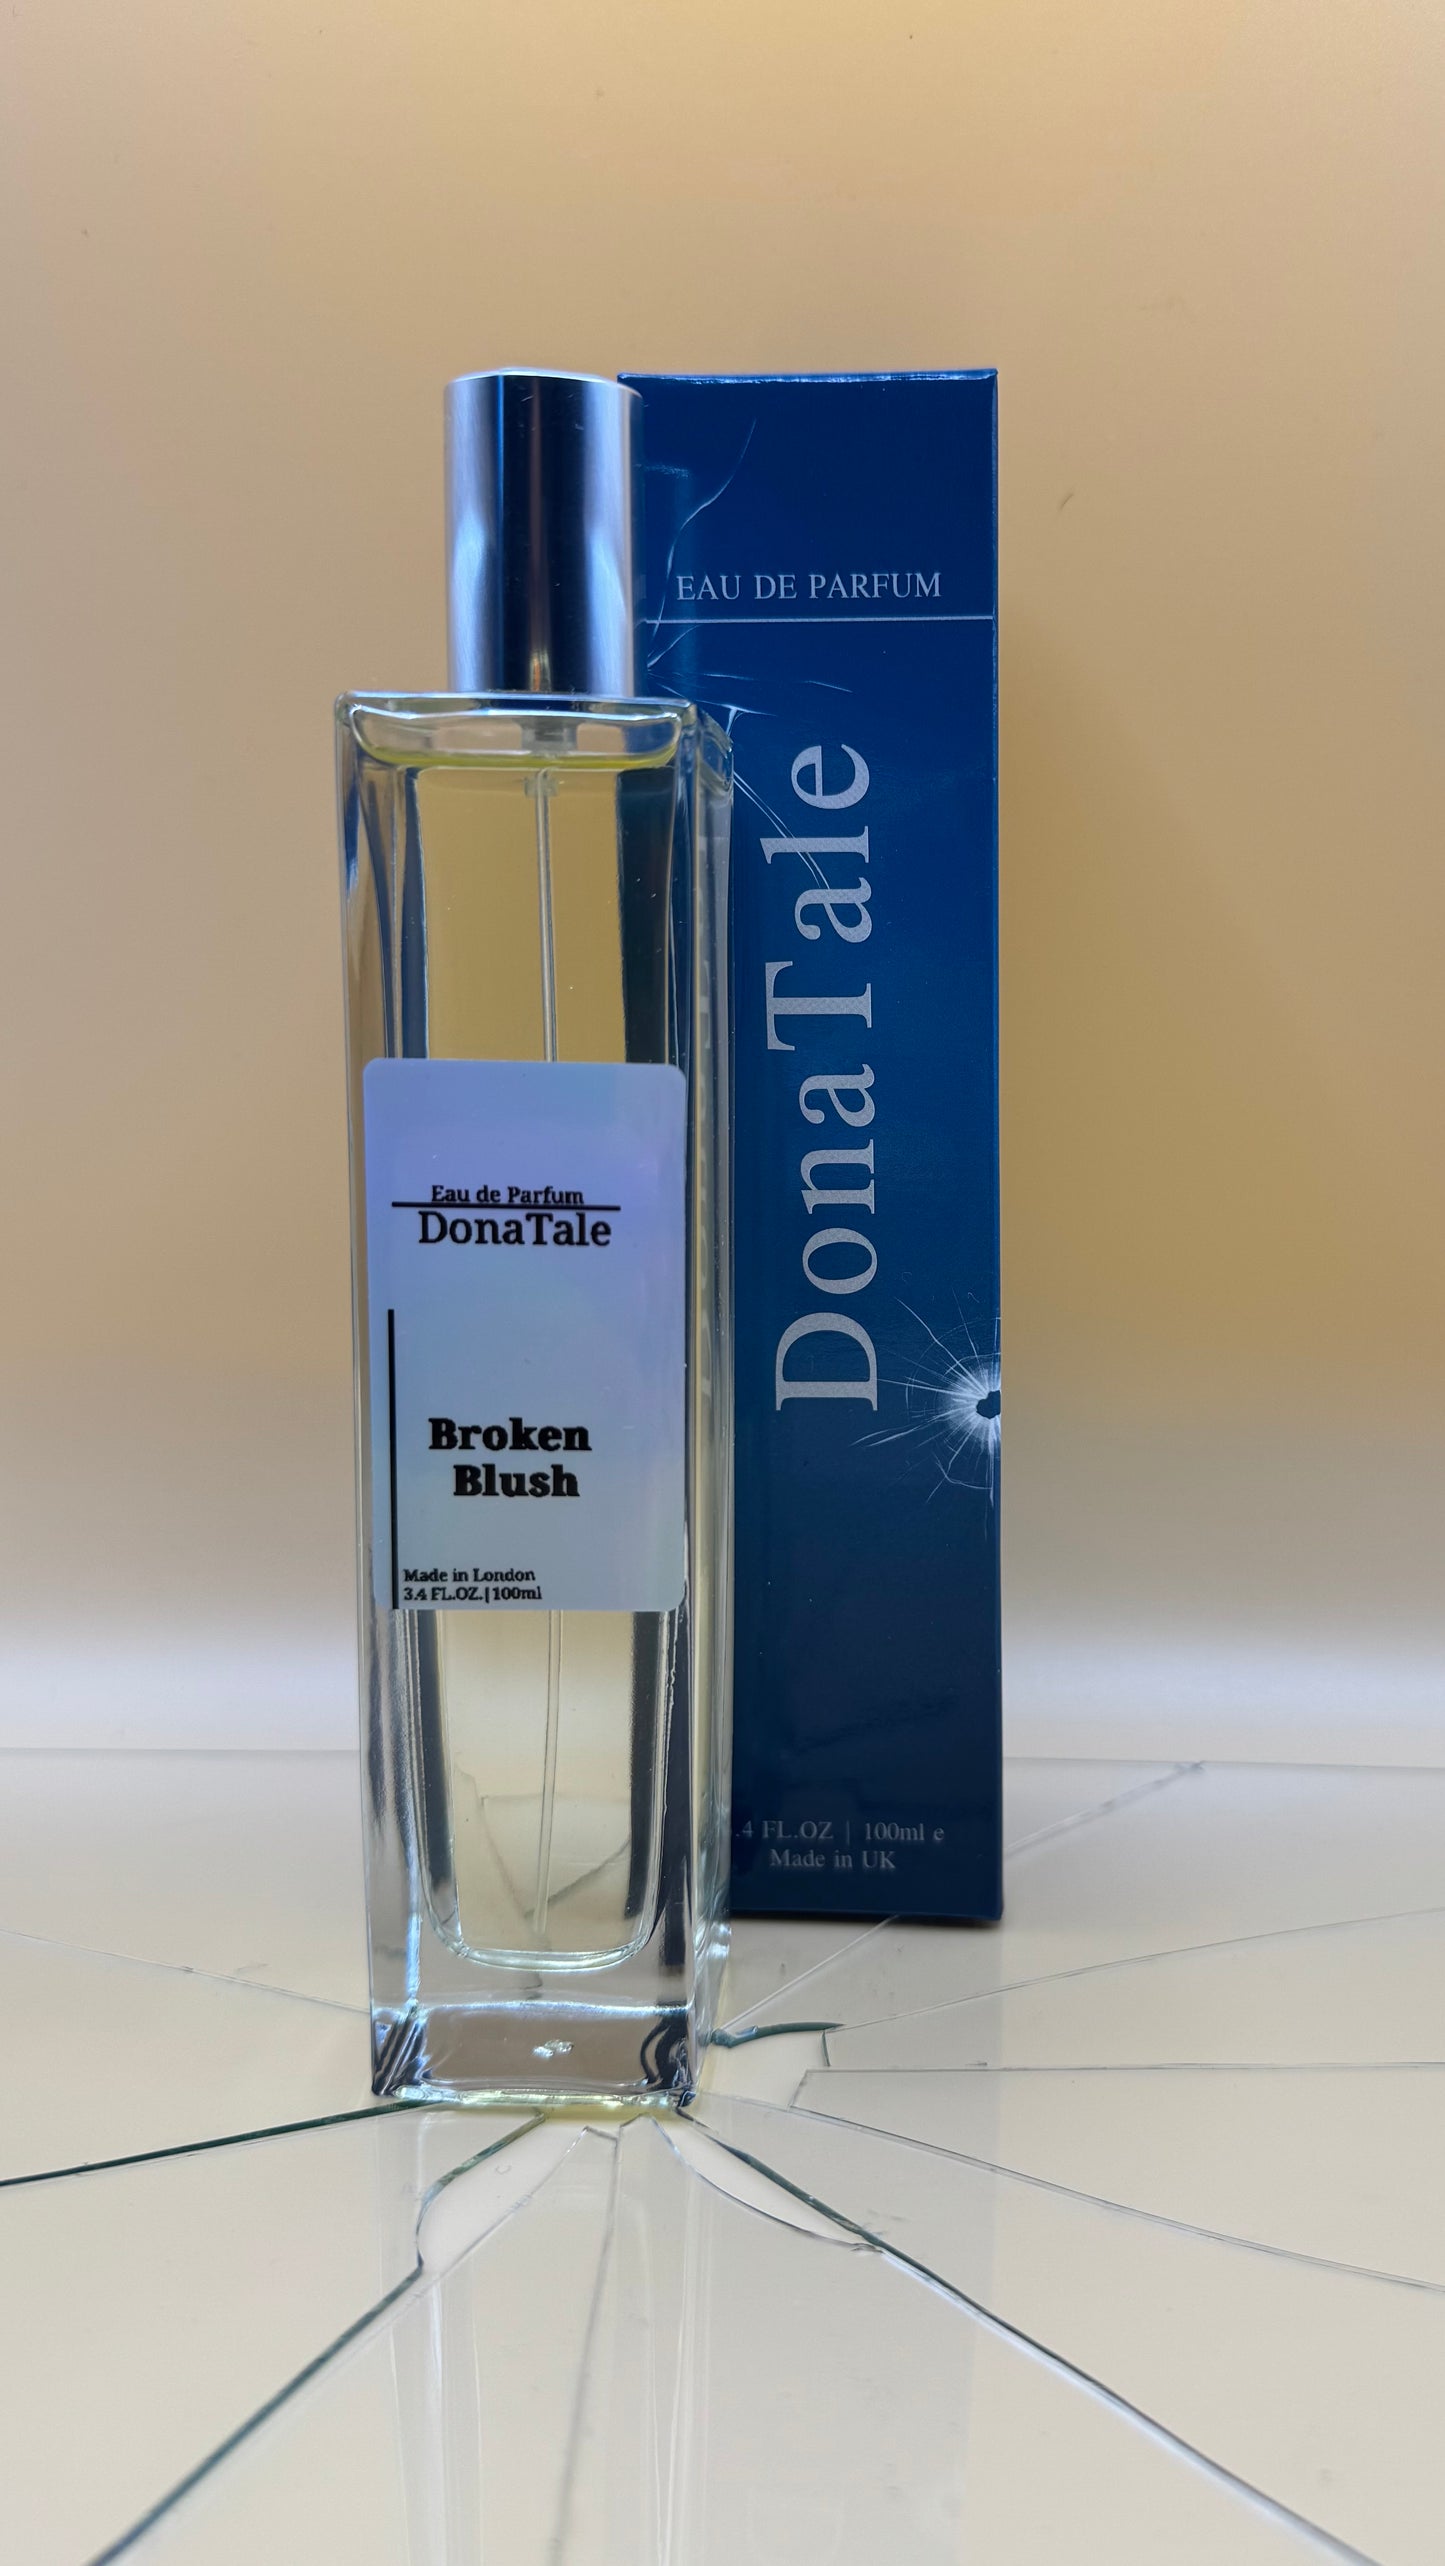 Eau de Parfum
DonaTale
Broken
Blush
Made in London
3.4 FL.OZ.|100ml
EAU DE PARFUM
DonaTale
.4 FL.OZ | 100ml e
Made in UK